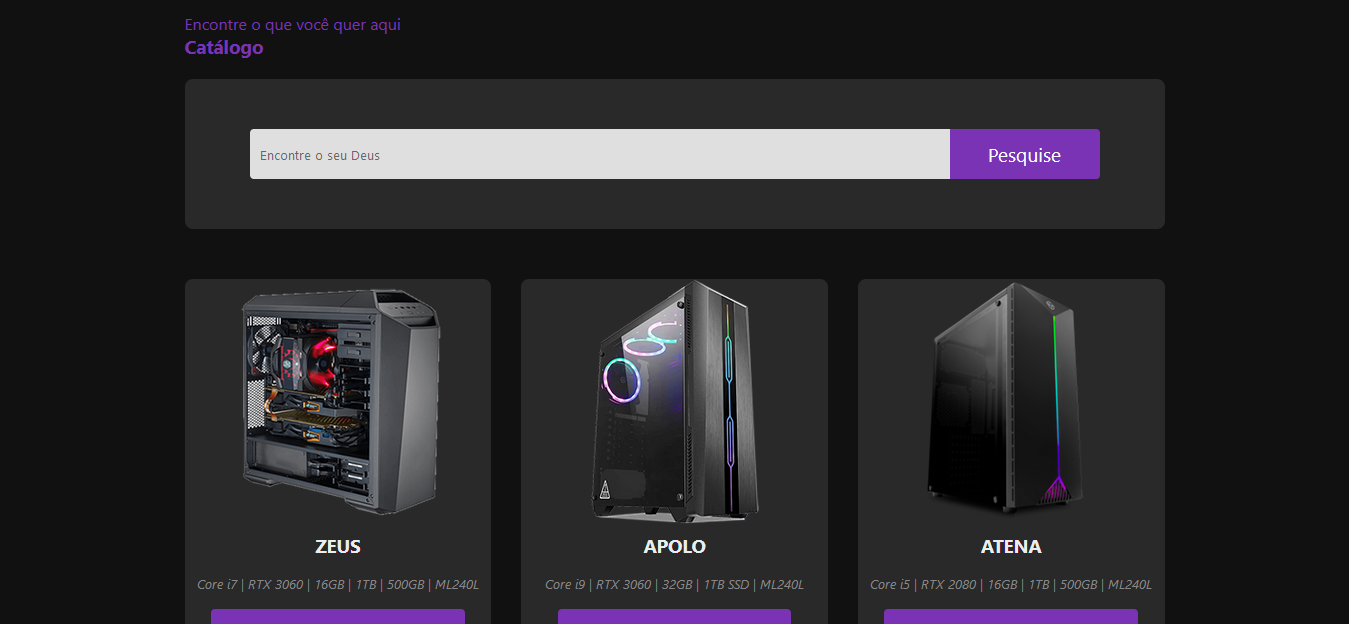 Encontre o que você quer aqui
Catálogo
Encontre o seu Deus
Pesquise
ZEUS
APOLO
ATENA
Core i7 | RTX 3060 | 16GB | 1TB | 500GB | ML240L
Core i9 | RTX 3060 | 32GB | 1TB SSD | ML240L
Core i5 | RTX 2080 | 16GB | 1TB | 500GB | ML240L